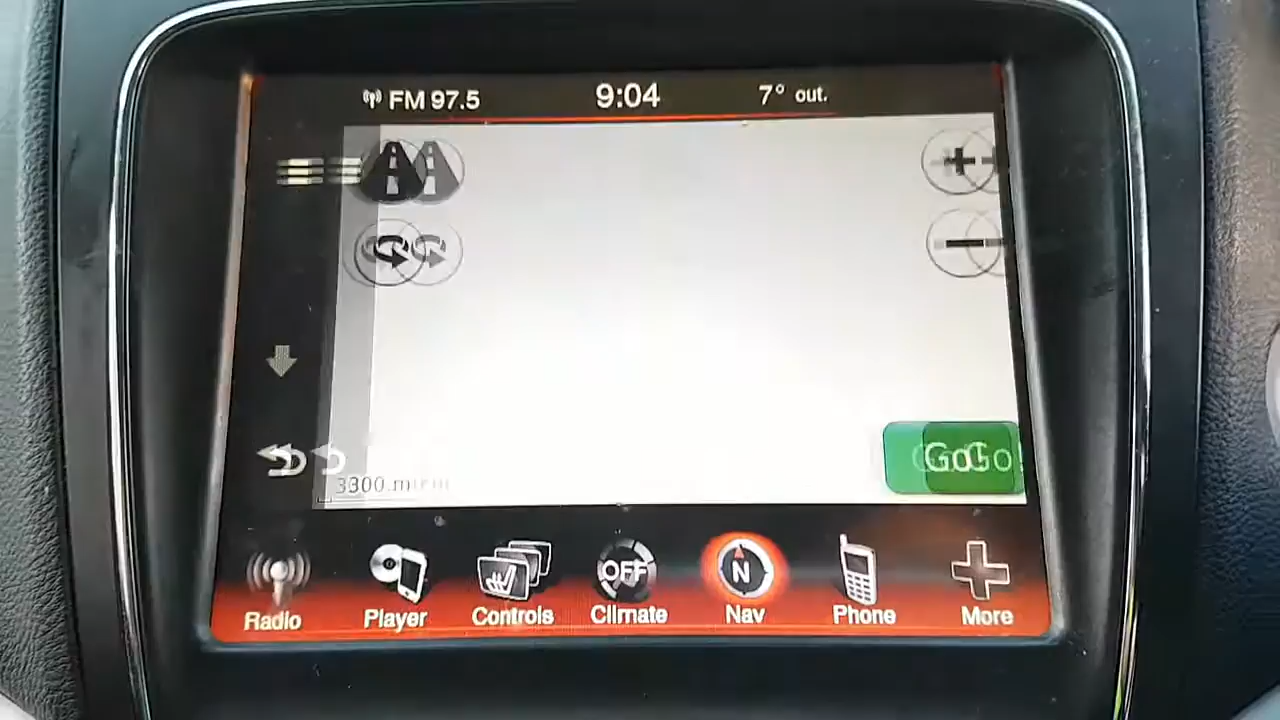 FM 97.5
9:04
7° out.
Go!
OFF
N
Radio
Player
Controls
Climate
Nav
Phone
More